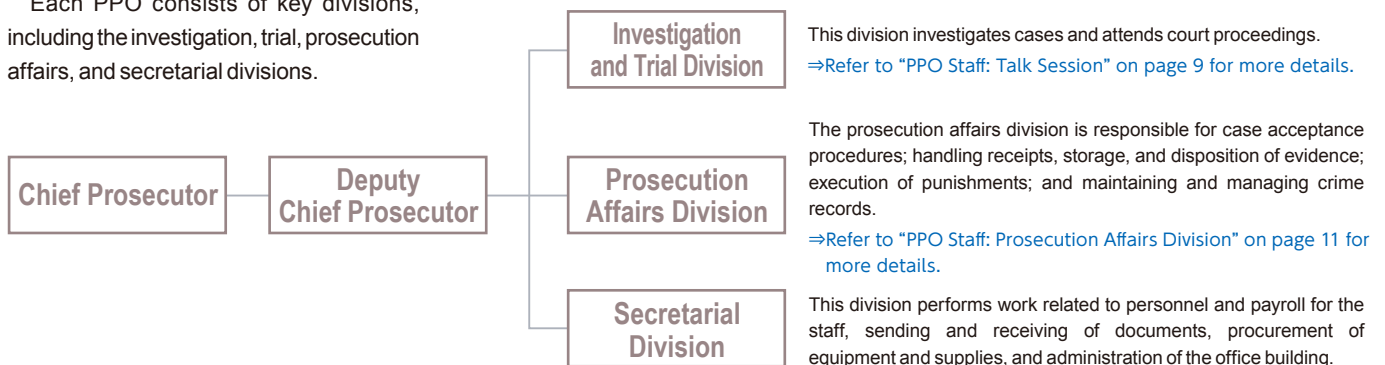 Each PPO consists of key divisions,
including the investigation, trial, prosecution
affairs, and secretarial divisions.
Chief Prosecutor
Deputy
Chief Prosecutor
Investigation
and Trial Division
This division investigates cases and attends court proceedings.
⇒Refer to “PPO Staff: Talk Session” on page 9 for more details.
Prosecution
Affairs Division
The prosecution affairs division is responsible for case acceptance
procedures; handling receipts, storage, and disposition of evidence;
execution of punishments; and maintaining and managing crime
records.
⇒Refer to “PPO Staff: Prosecution Affairs Division” on page 11 for
more details.
Secretarial
Division
This division performs work related to personnel and payroll for the
staff, sending and receiving of documents, procurement of
equipment and supplies, and administration of the office building.